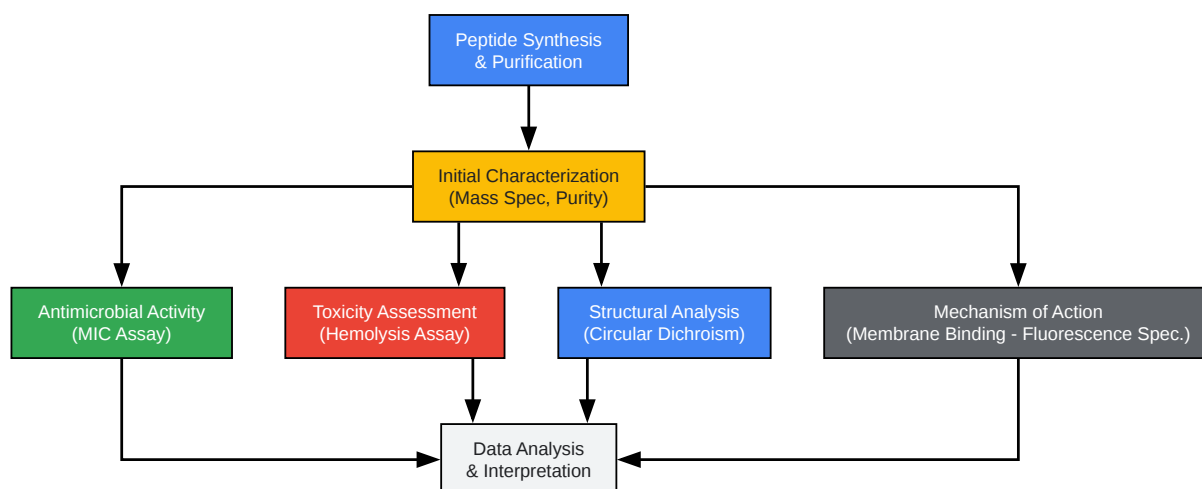 Peptide Synthesis
& Purification
Initial Characterization
(Mass Spec, Purity)
Antimicrobial Activity
(MIC Assay)
Toxicity Assessment
(Hemolysis Assay)
Structural Analysis
(Circular Dichroism)
Mechanism of Action
(Membrane Binding - Fluorescence Spec.)
Data Analysis
& Interpretation